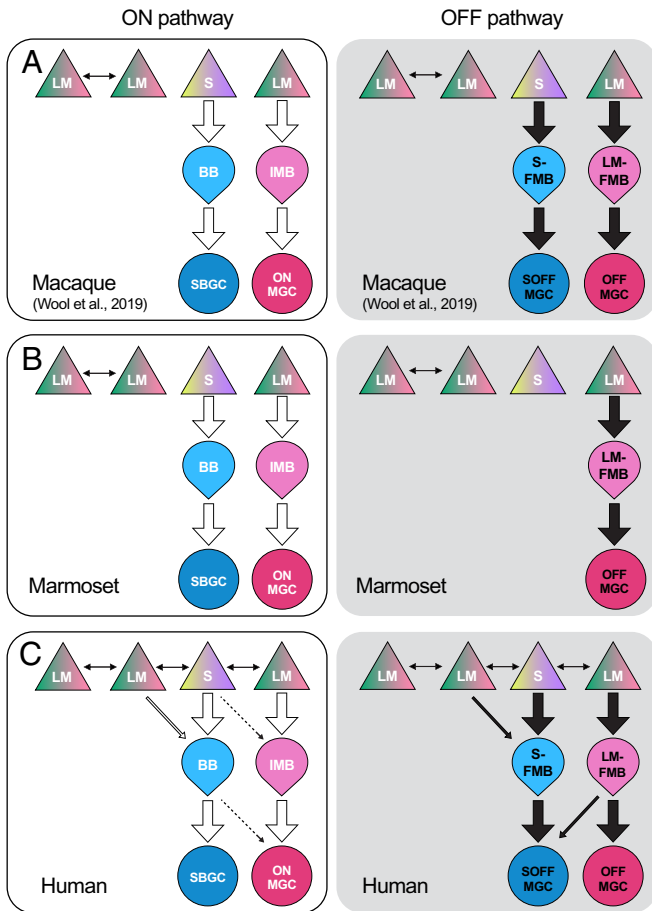 ON pathway
OFF pathway
A
LM
LM
S
LM
BB
IMB
SBGC
ON
MGC
Macaque
(Wool et al., 2019)
LM
LM
S
LM
S-
FMB
LM-
FMB
SOFF
MGC
OFF
MGC
Macaque
(Wool et al., 2019)
B
LM
LM
S
LM
BB
IMB
SBGC
ON
MGC
Marmoset
LM
LM
S
LM
LM-
FMB
OFF
MGC
Marmoset
C
LM
LM
S
LM
BB
IMB
SBGC
ON
MGC
Human
LM
LM
S
LM
S-
FMB
LM-
FMB
SOFF
MGC
OFF
MGC
Human